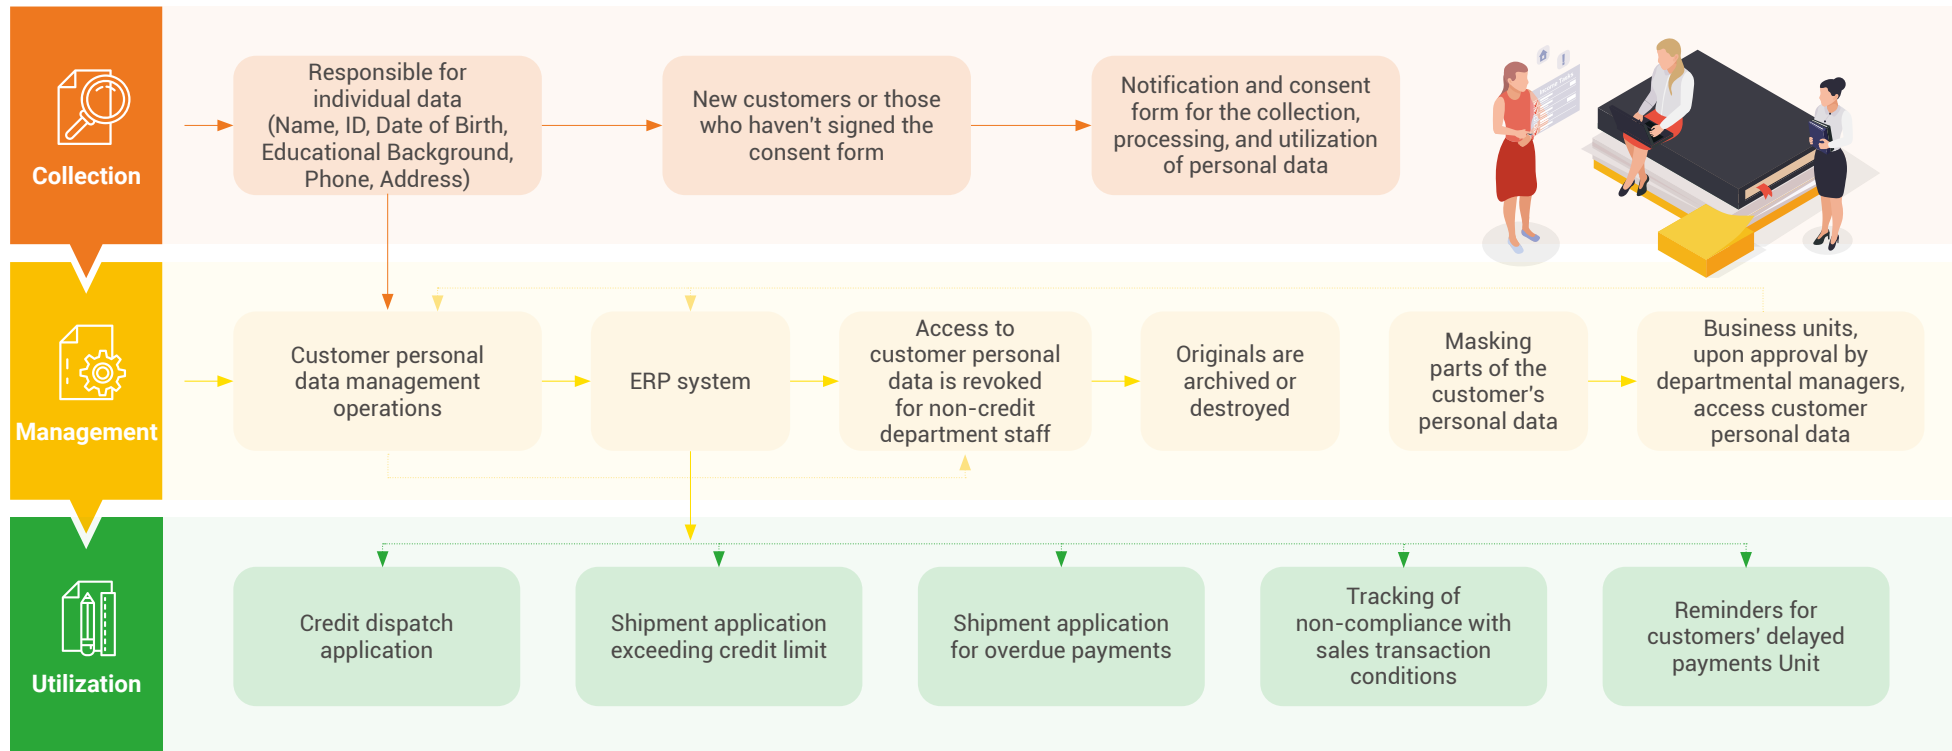 Collection
Responsible for
individual data
(Name, ID, Date of Birth,
Educational Background,
Phone, Address)
New customers or those
who haven't signed the
consent form
Notification and consent
form for the collection,
processing, and utilization
of personal data
Management
Customer personal
data management
operations
ERP system
Access to
customer personal
data is revoked
for non-credit
department staff
Originals are
archived or
destroyed
Masking
parts of the
customer's
personal data
Business units,
upon approval by
departmental managers,
access customer
personal data
Utilization
Credit dispatch
application
Shipment application
exceeding credit limit
Shipment application
for overdue payments
Tracking of
non-compliance with
sales transaction
conditions
Reminders for
customers' delayed
payments Unit